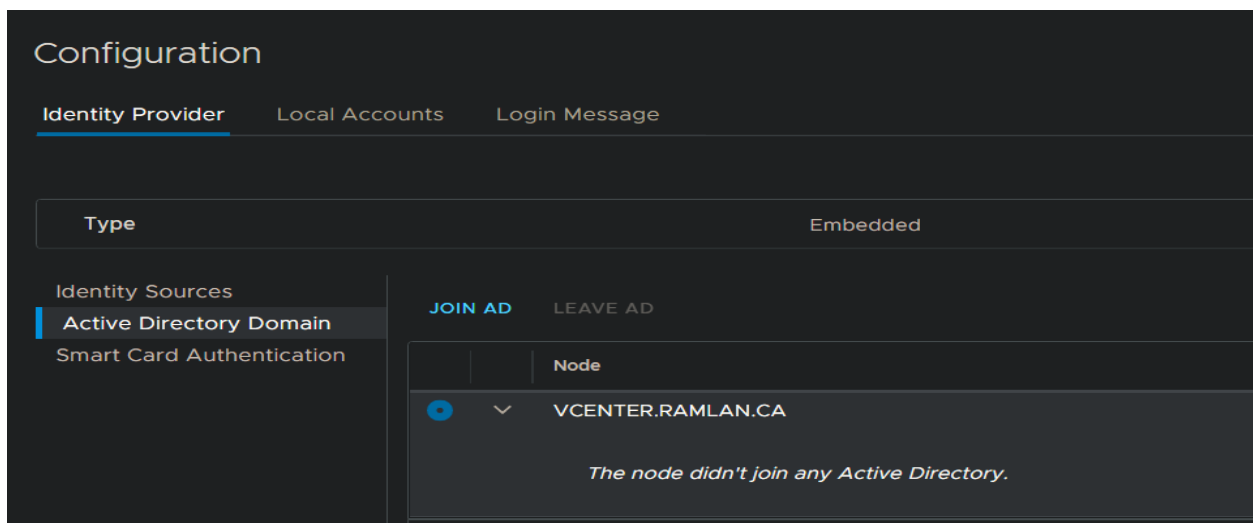 Configuration
Identity Provider Local Accounts Login Message
Type Embedded
Identity Sources
Active Directory Domain
Smart Card Authentication
JOIN AD LEAVE AD
Node
VCENTER.RAMLAN.CA
The node didn't join any Active Directory.